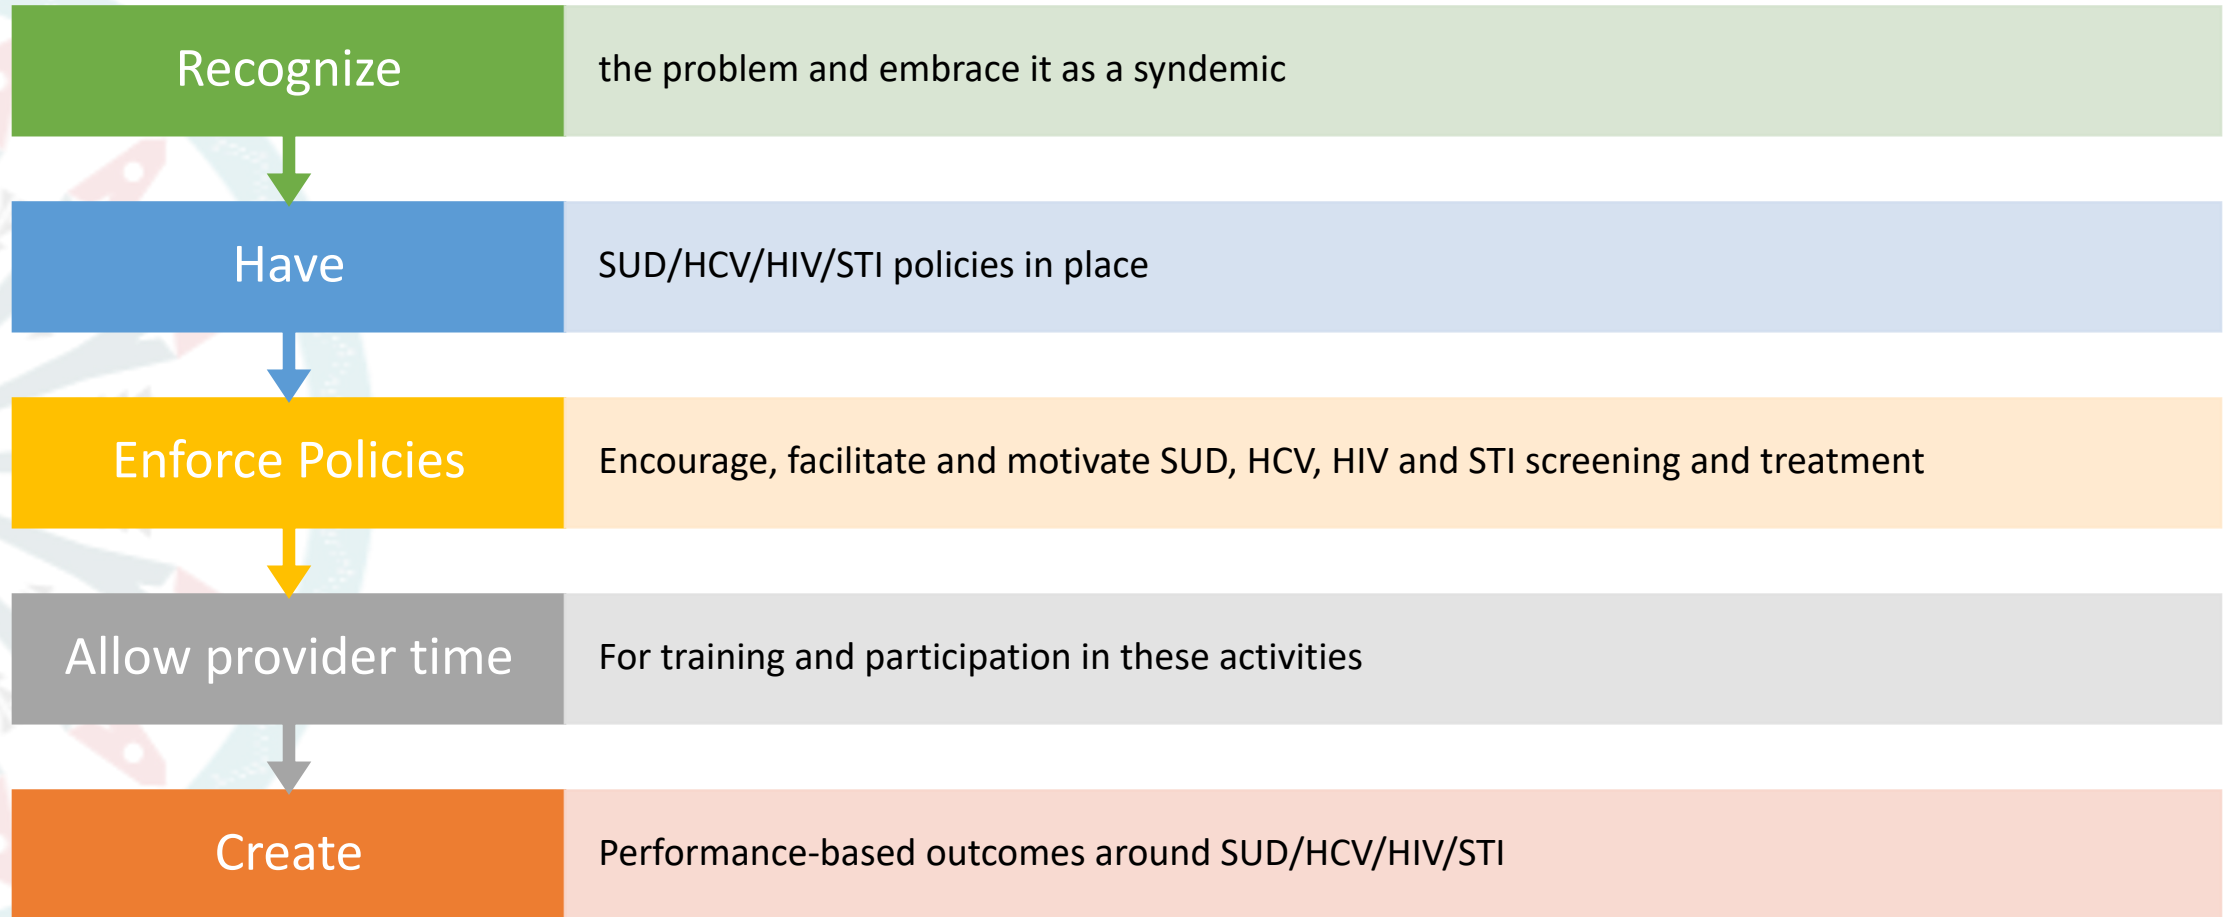 Recognize
the problem and embrace it as a syndemic
Have
SUD/HCV/HIV/STI policies in place
Enforce Policies
Encourage, facilitate and motivate SUD, HCV, HIV and STI screening and treatment
Allow provider time
For training and participation in these activities
Create
Performance-based outcomes around SUD/HCV/HIV/STI